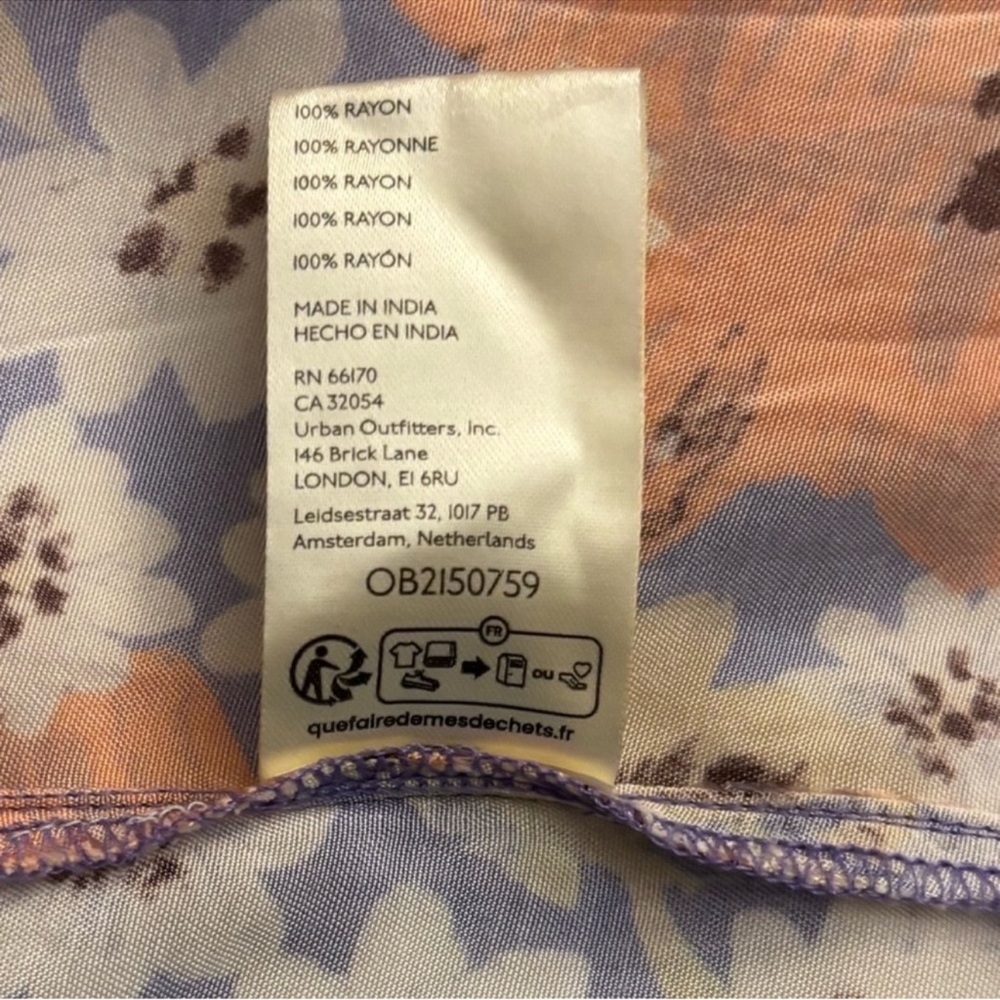 100% RAYON
100% RAYONNE
100% RAYON
100% RAYON
100% RAYÓN
MADE IN INDIA
HECHO EN INDIA
RN 66170
CA 32054
Urban Outfitters, Inc.
146 Brick Lane
LONDON, E1 6RU
Leidsestraat 32, 1017 PB
Amsterdam, Netherlands
OB2150759
FR
ou
quefairedemesdechets.fr